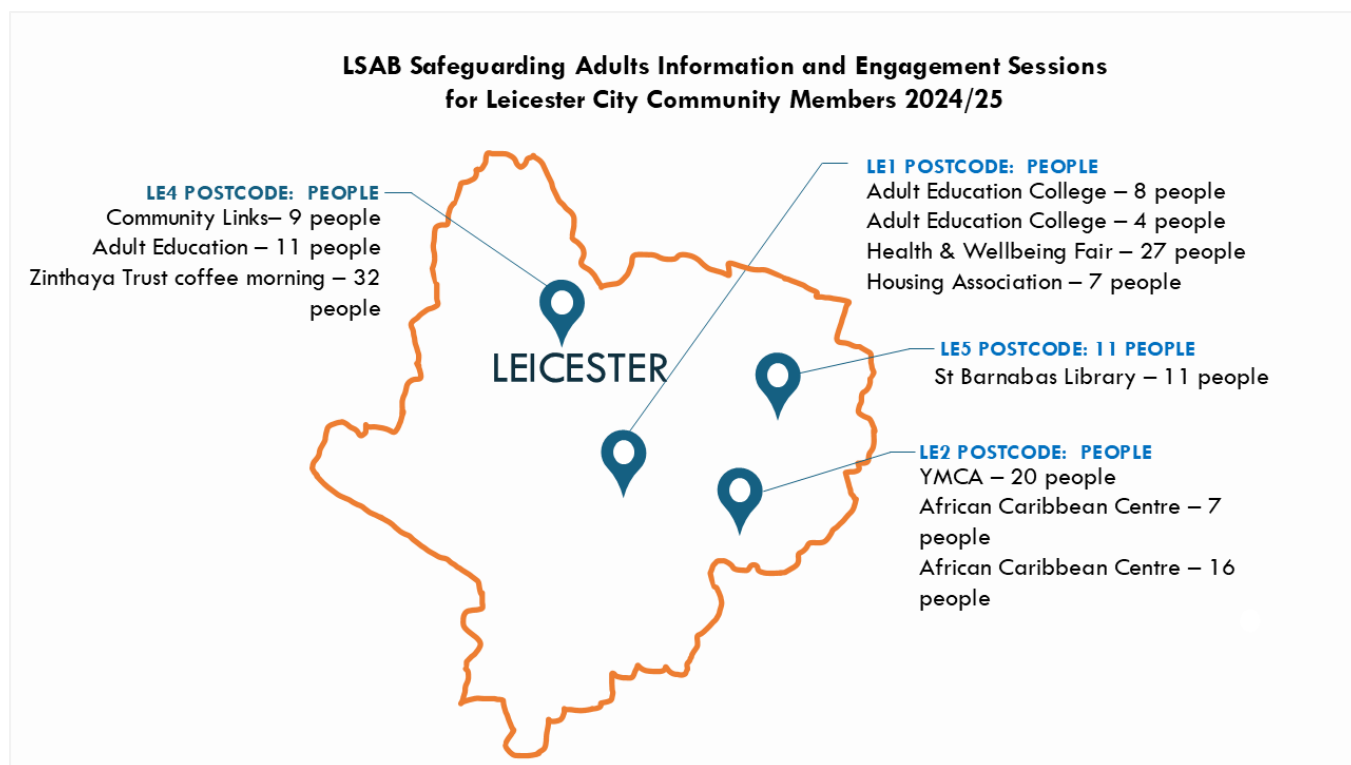 LSAB Safeguarding Adults Information and Engagement Sessions
for Leicester City Community Members 2024/25
LE4 POSTCODE:  PEOPLE
Community Links– 9 people
Adult Education – 11 people
Zinthaya Trust coffee morning – 32
people
LEICESTER
LE1 POSTCODE:  PEOPLE
Adult Education College – 8 people
Adult Education College – 4 people
Health & Wellbeing Fair – 27 people
Housing Association – 7 people
LE5 POSTCODE: 11 PEOPLE
St Barnabas Library – 11 people
LE2 POSTCODE:  PEOPLE
YMCA – 20 people
African Caribbean Centre – 7
people
African Caribbean Centre – 16
people